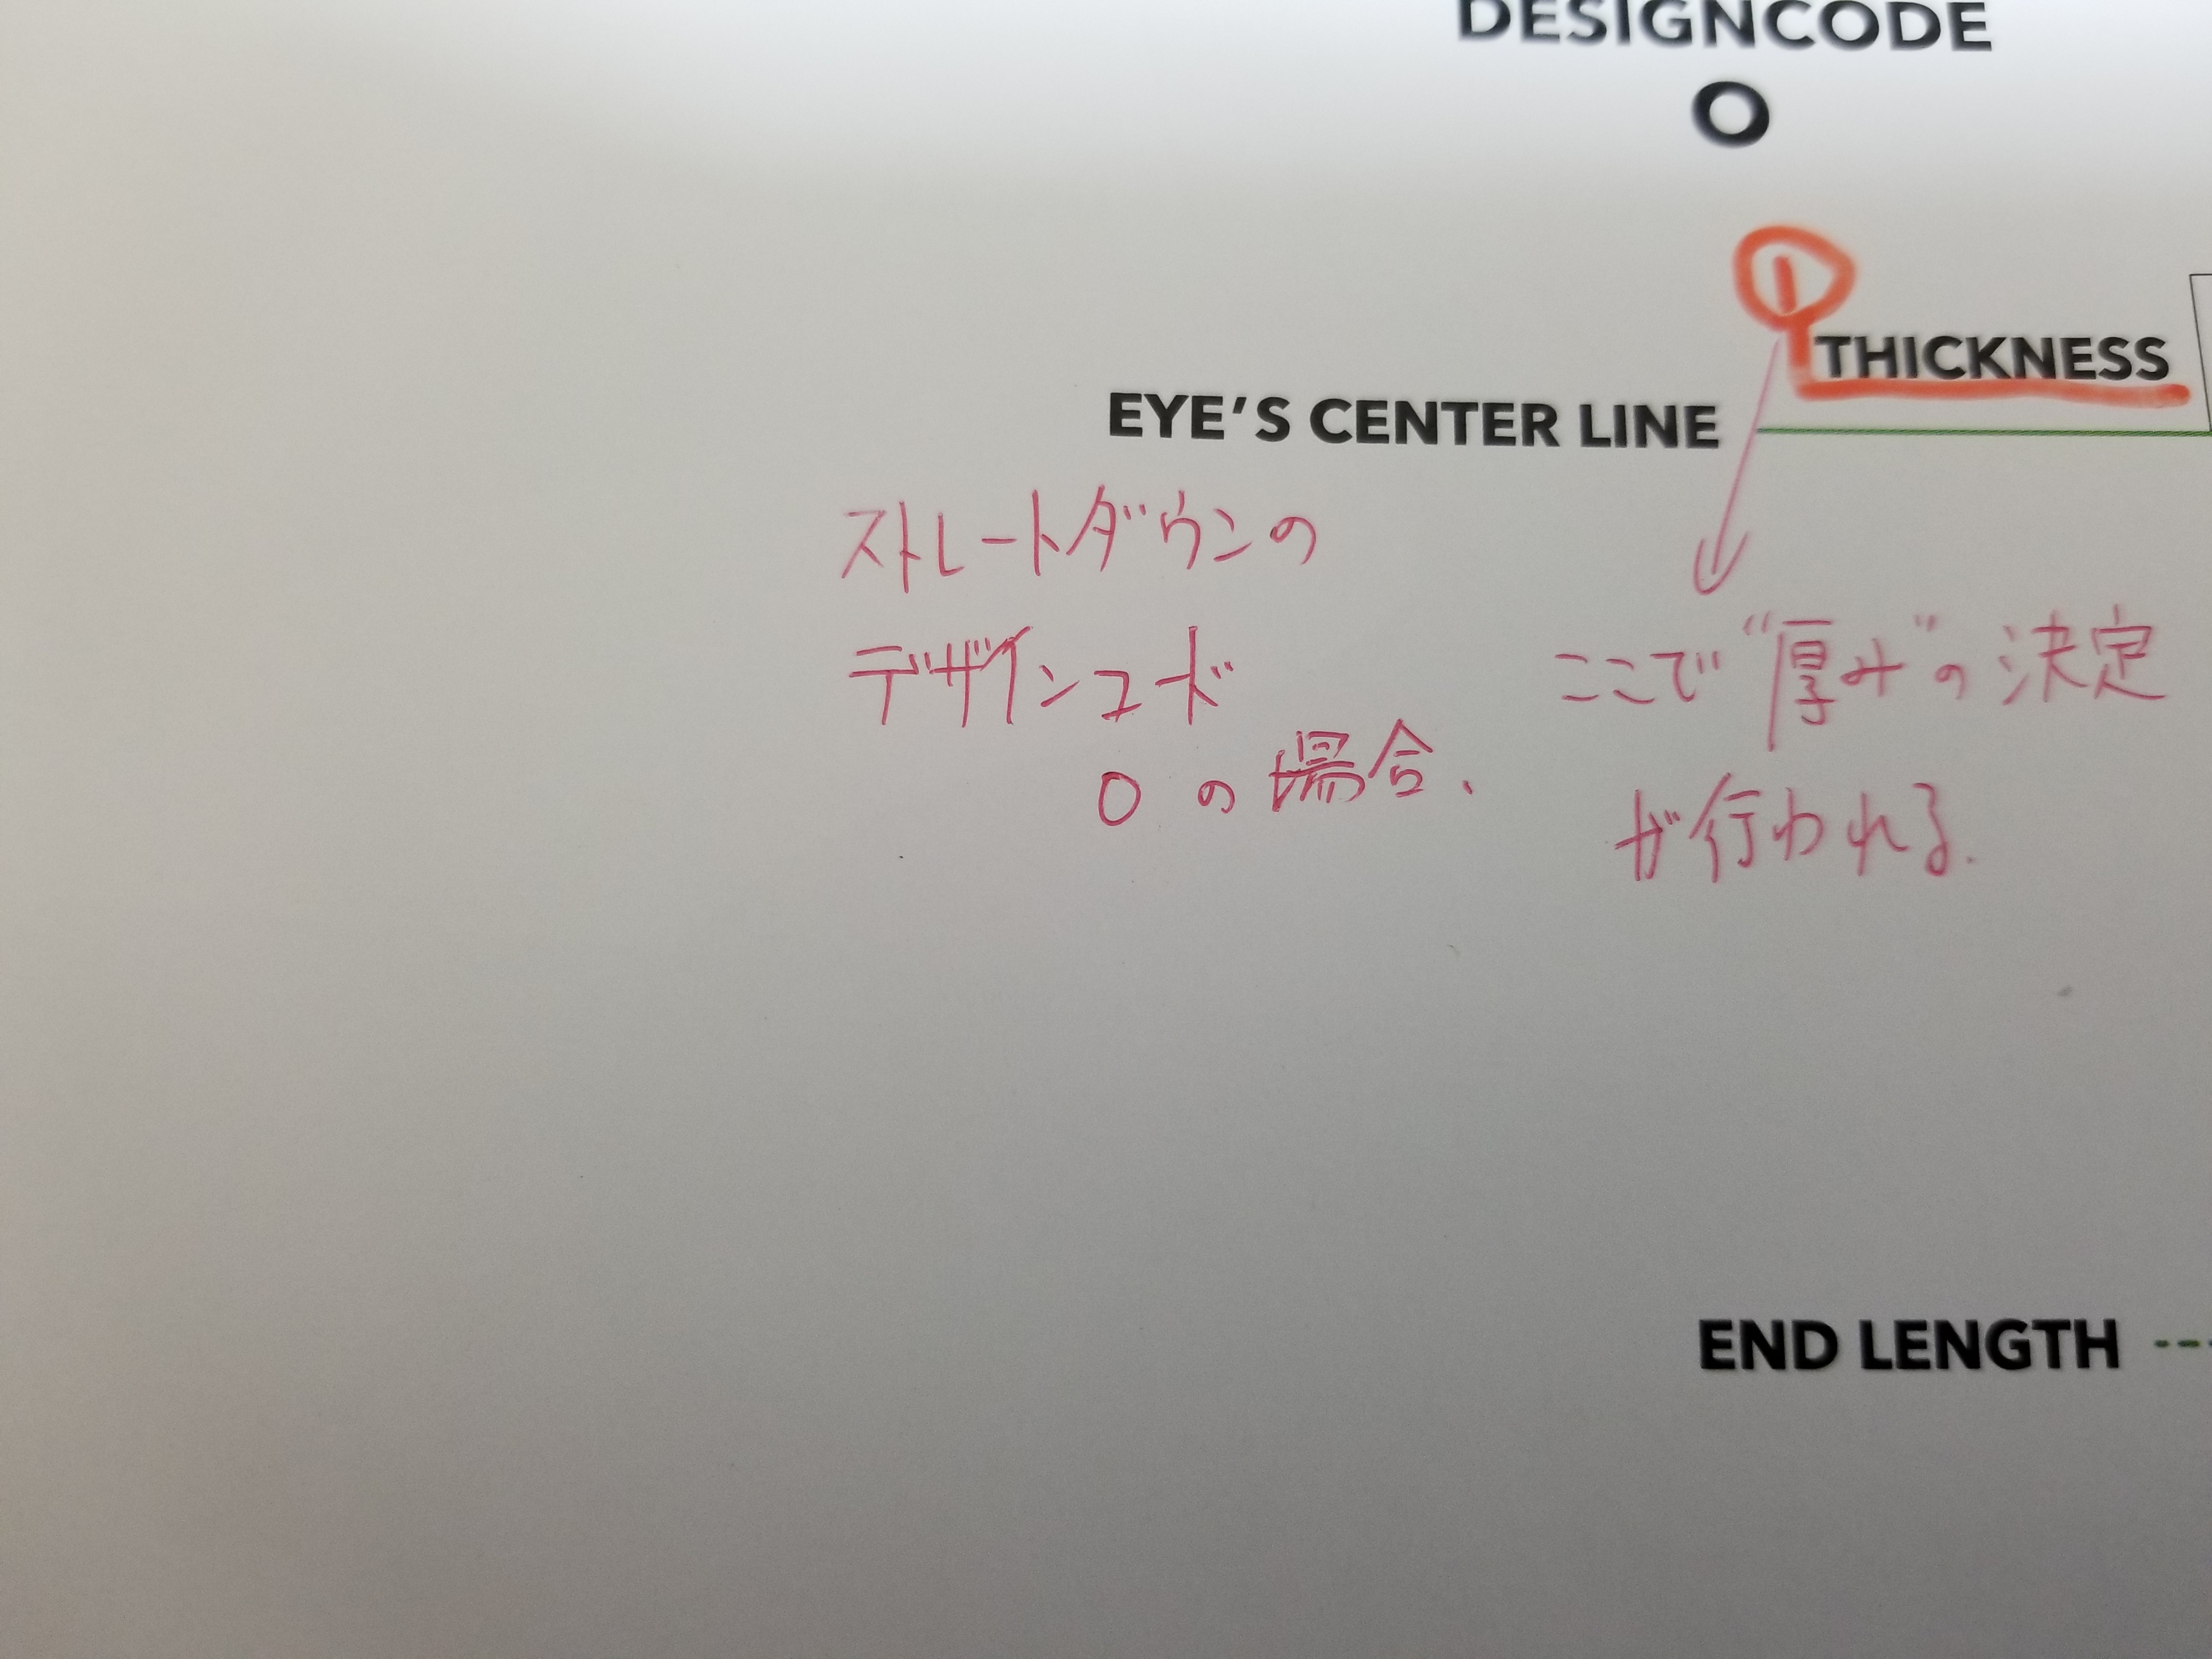 DESIGNCODE
0
①
THICKNESS
EYE'S CENTER LINE
ストレートダウンの
デザインコード
0の場合、
ここで"厚み"の決定
が行われる.
END LENGTH